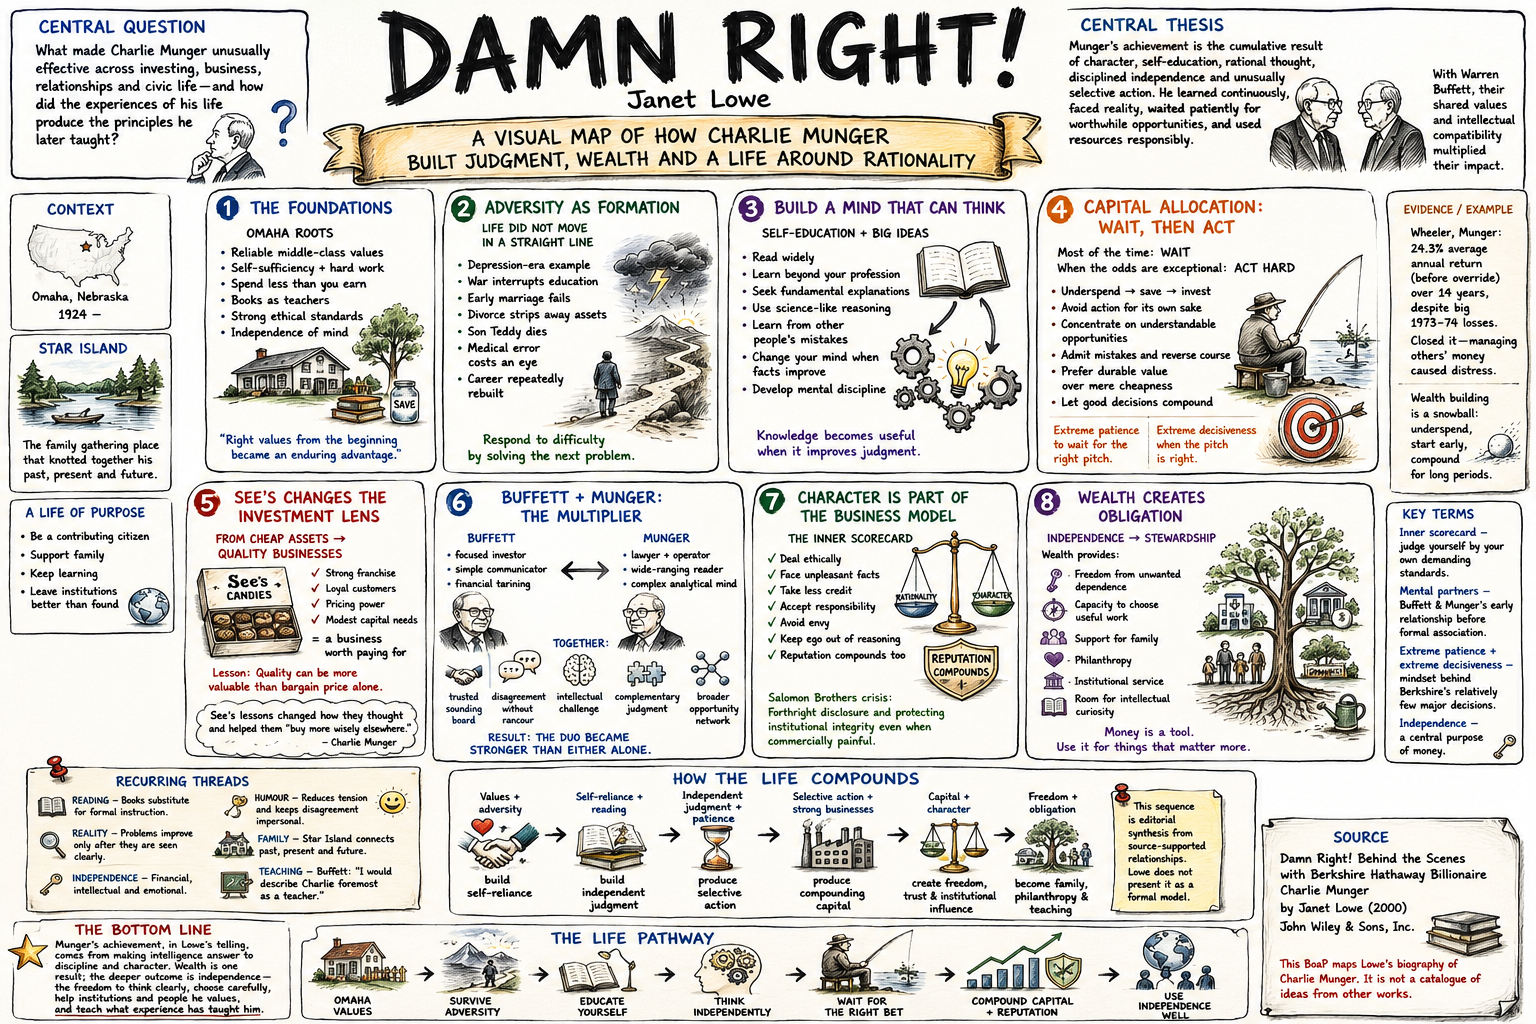 CENTRAL QUESTION
What made Charlie Munger unusually
effective across investing, business,
relationships and civic life—and how
did the experiences of his life
produce the principles he
later taught?
?
DAMN RIGHT!
Janet Lowe
A VISUAL MAP OF HOW CHARLIE MUNGER
BUILT JUDGMENT, WEALTH AND A LIFE AROUND RATIONALITY
CENTRAL THESIS
Munger's achievement is the cumulative result
of character, self-education, rational thought,
disciplined independence and unusually
selective action. He learned continuously,
faced reality, waited patiently for
worthwhile opportunities, and used
resources responsibly.
With Warren
Buffett, their
shared values
and intellectual
compatibility
multiplied
their impact.
CONTEXT
Omaha, Nebraska
1924 –
STAR ISLAND
The family gathering place
that knotted together his
past, present and future.
A LIFE OF PURPOSE
• Be a contributing citizen
• Support family
• Keep learning
• Leave institutions
better than found
1 THE FOUNDATIONS
OMAHA ROOTS
• Reliable middle-class values
• Self-sufficiency + hard work
• Spend less than you earn
• Books as teachers
• Strong ethical standards
• Independence of mind
SAVE
"Right values from the beginning
became an enduring advantage."
2 ADVERSITY AS FORMATION
LIFE DID NOT MOVE
IN A STRAIGHT LINE
• Depression-era example
• War interrupts education
• Early marriage fails
• Divorce strips away assets
• Son Teddy dies
• Medical error
costs an eye
• Career repeatedly
rebuilt
Respond to difficulty
by solving the next problem.
3 BUILD A MIND THAT CAN THINK
SELF-EDUCATION + BIG IDEAS
• Read widely
• Learn beyond your profession
• Seek fundamental explanations
• Use science-like reasoning
• Learn from other
people's mistakes
• Change your mind when
facts improve
• Develop mental discipline
Knowledge becomes useful
when it improves judgment.
4 CAPITAL ALLOCATION:
WAIT, THEN ACT
Most of the time: WAIT
When the odds are exceptional: ACT HARD
• Underspend → save → invest
• Avoid action for its own sake
• Concentrate on understandable
opportunities
• Admit mistakes and reverse course
• Prefer durable value
over mere cheapness
• Let good decisions compound
Extreme patience
to wait for the
right pitch.
Extreme decisiveness
when the pitch
is right.
EVIDENCE / EXAMPLE
Wheeler, Munger:
24.3% average
annual return
(before override)
over 14 years,
despite big
1973–74 losses.
Closed it—managing
others' money
caused distress.
Wealth building
is a snowball:
underspend,
start early,
compound
for long periods.
5 SEE'S CHANGES THE
INVESTMENT LENS
FROM CHEAP ASSETS →
QUALITY BUSINESSES
See's
CANDIES
✓ Strong franchise
✓ Loyal customers
✓ Pricing power
✓ Modest capital needs
= a business
worth paying for
Lesson: Quality can be more
valuable than bargain price alone.
See's lessons changed how they thought
and helped them "buy more wisely elsewhere."
– Charlie Munger
6 BUFFETT + MUNGER:
THE MULTIPLIER
BUFFETT
• focused investor
• simple communicator
• financial tarining
MUNGER
• lawyer + operator
• wide-ranging reader
• complex analytical mind
TOGETHER:
trusted
sounding
board
disagreement
without
rancour
intellectual
challenge
complementary
judgment
broader
opportunity
network
RESULT: THE DUO BECAME
STRONGER THAN EITHER ALONE.
7 CHARACTER IS PART OF
THE BUSINESS MODEL
THE INNER SCORECARD
✓ Deal ethically
✓ Face unpleasant facts
✓ Take less credit
✓ Accept responsibility
✓ Avoid envy
✓ Keep ego out of reasoning
✓ Reputation compounds too
RATIONALITY
CHARACTER
REPUTATION
COMPOUNDS
Salomon Brothers crisis:
Forthright disclosure and protecting
institutional integrity even when
commercially painful.
8 WEALTH CREATES
OBLIGATION
INDEPENDENCE → STEWARDSHIP
Wealth provides:
Freedom from unwanted
dependence
Capacity to choose
useful work
Support for family
Philanthropy
Institutional service
Room for intellectual
curiosity
H
$
Money is a tool.
Use it for things that matter more.
KEY TERMS
Inner scorecard –
judge yourself by your
own demanding
standards.
Mental partners –
Buffett & Munger's early
relationship before
formal association.
Extreme patience +
extreme decisiveness –
mindset behind
Berkshire's relatively
few major decisions.
Independence –
a central purpose
of money.
RECURRING THREADS
READING – Books substitute
for formal instruction.
REALITY – Problems improve
only after they are seen
clearly.
INDEPENDENCE – Financial,
intellectual and emotional.
HUMOUR – Reduces tension
and keeps disagreement
impersonal.
FAMILY – Star Island connects
past, present and future.
TEACHING – Buffett: "I would
describe Charlie foremost
as a teacher."
HOW THE LIFE COMPOUNDS
Values +
adversity
build
self-reliance
Self-reliance +
reading
build
independent
judgment
Independent
judgment +
patience
produce
selective
action
Selective action +
strong businesses
produce
compounding
capital
Capital +
character
create freedom,
trust & institutional
influence
Freedom +
obligation
become family,
philanthropy &
teaching
This sequence
is editorial
synthesis from
source-supported
relationships.
Lowe does not
present it as a
formal model.
THE BOTTOM LINE
Munger's achievement, in Lowe's telling,
comes from making intelligence answer to
discipline and character. Wealth is one
result; the deeper outcome is independence—
the freedom to think clearly, choose carefully,
help institutions and people he values,
and teach what experience has taught him.
THE LIFE PATHWAY
OMAHA
VALUES
SURVIVE
ADVERSITY
EDUCATE
YOURSELF
THINK
INDEPENDENTLY
WAIT FOR
THE RIGHT BET
COMPOUND CAPITAL
+ REPUTATION
USE
INDEPENDENCE
WELL
SOURCE
Damn Right! Behind the Scenes
with Berkshire Hathaway Billionaire
Charlie Munger
by Janet Lowe (2000)
John Wiley & Sons, Inc.
This BoaP maps Lowe's biography of
Charlie Munger. It is not a catalogue of
ideas from other works.